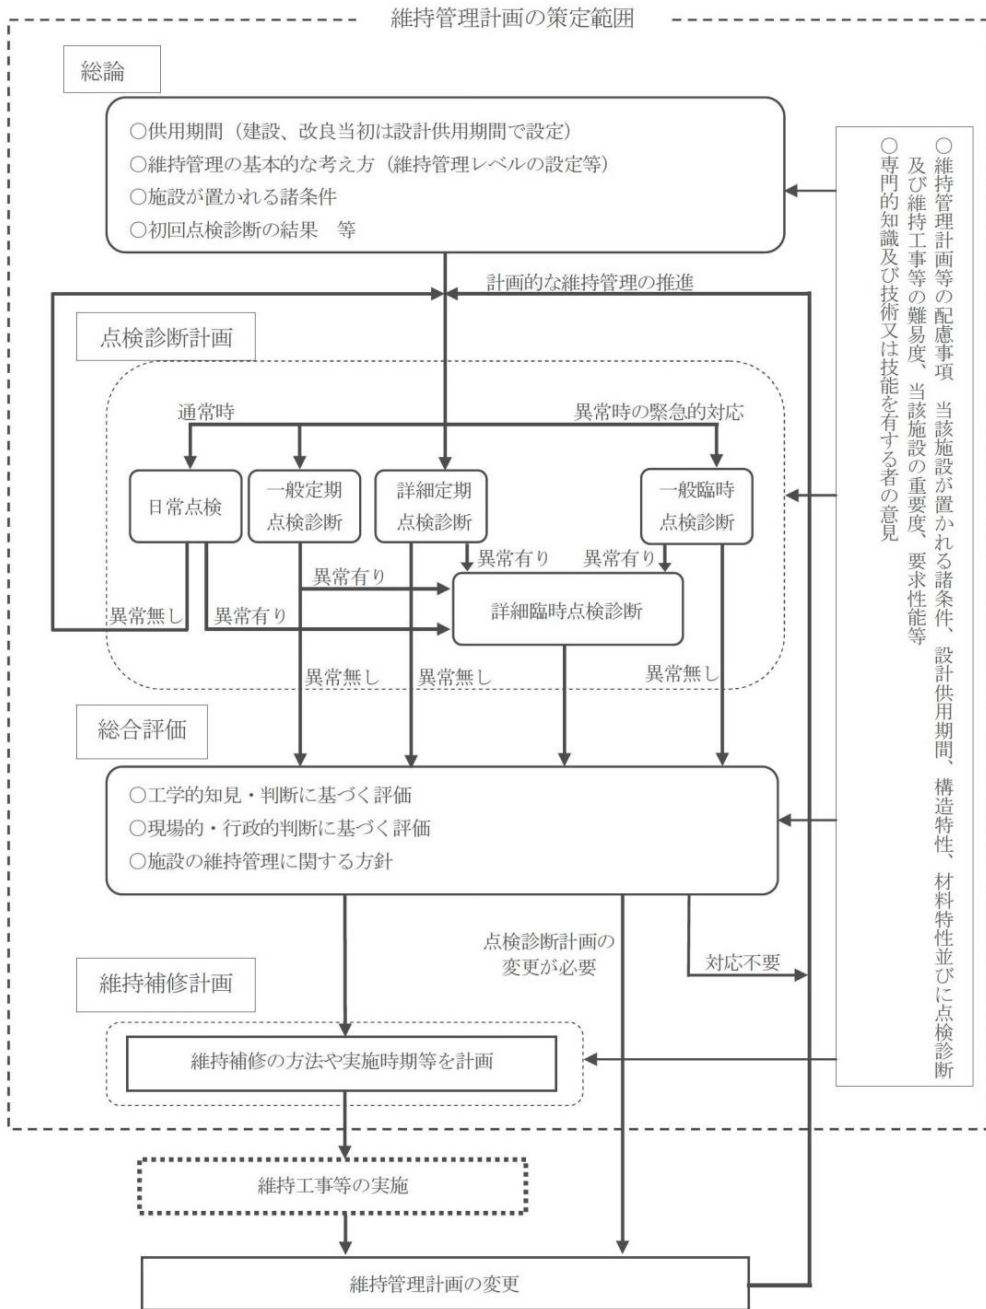 維持管理計画の策定範囲
総論
○供用期間（建設、改良当初は設計供用期間で設定）
○維持管理の基本的な考え方（維持管理レベルの設定等）
○施設が置かれる諸条件
○初回点検診断の結果　等
○維持管理計画等の配慮事項　当該施設が置かれる諸条件、設計供用期間、構造特性、材料特性並びに点検診断
及び維持工事等の難易度、当該施設の重要度、要求性能等
○専門的知識及び技術又は技能を有する者の意見
計画的な維持管理の推進
点検診断計画
通常時
異常時の緊急的対応
日常点検
一般定期
点検診断
詳細定期
点検診断
一般臨時
点検診断
異常有り
異常有り
異常有り
詳細臨時点検診断
異常無し
異常有り
異常無し
異常無し
異常無し
総合評価
○工学的知見・判断に基づく評価
○現場的・行政的判断に基づく評価
○施設の維持管理に関する方針
点検診断計画の
変更が必要
対応不要
維持補修計画
維持補修の方法や実施時期等を計画
維持工事等の実施
維持管理計画の変更